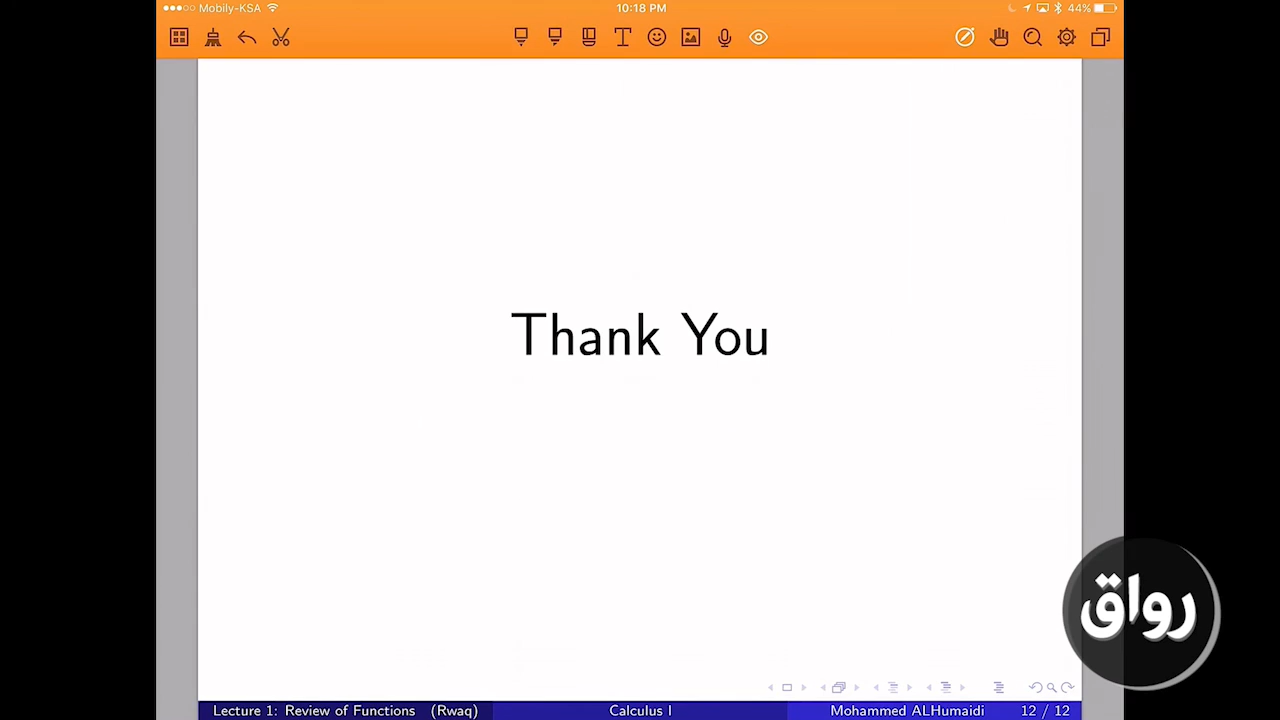 Mobily-KSA 10:18 PM 44%
Thank You
رواق
Lecture 1: Review of Functions (Rwaq) Calculus I Mohammed ALHumaidi 12 / 12